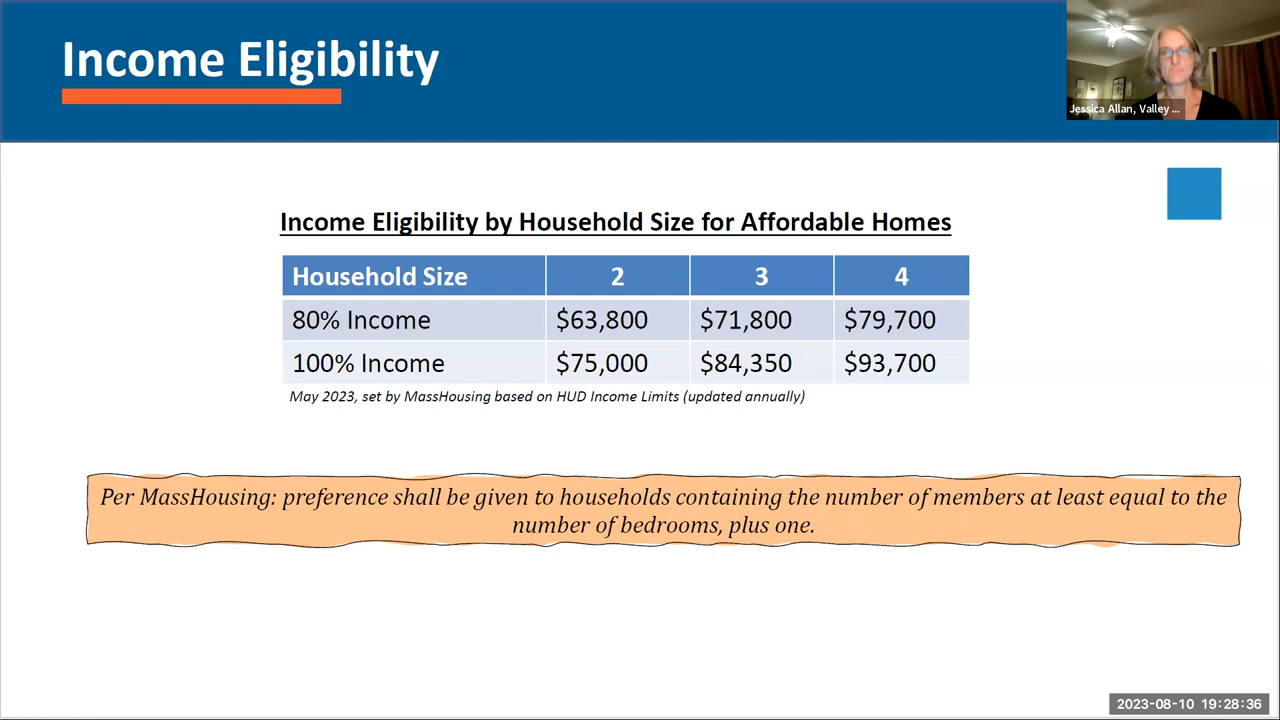 Income Eligibility
Jessica Allan, Valley ...
Income Eligibility by Household Size for Affordable Homes
Household Size 2 3 4
80% Income $63,800 $71,800 $79,700
100% Income $75,000 $84,350 $93,700
May 2023, set by MassHousing based on HUD Income Limits (updated annually)
Per MassHousing: preference shall be given to households containing the number of members at least equal to the
number of bedrooms, plus one.
2023-08-10 19:28:36